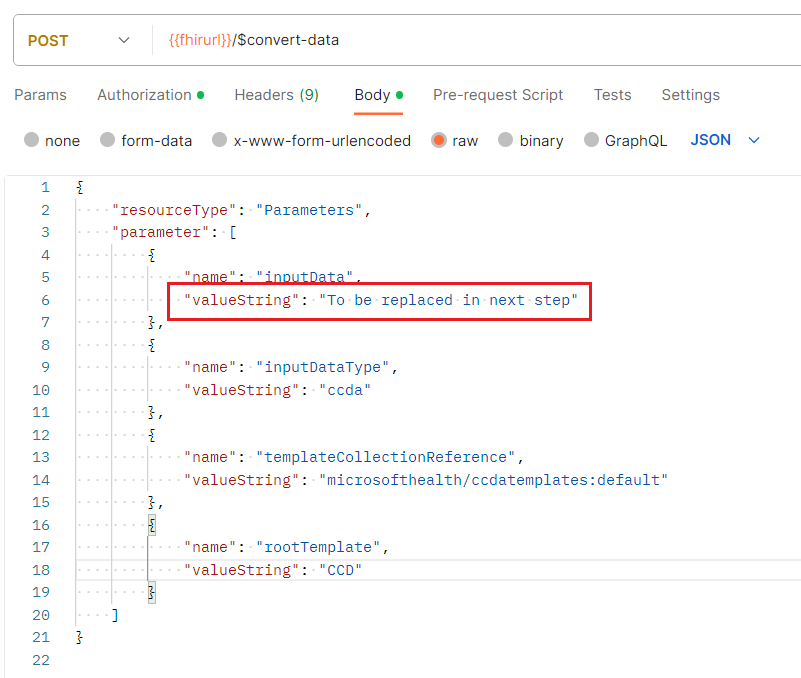 POST {{fhirurl}}/$convert-data
Params Authorization Headers (9) Body Pre-request Script Tests Settings
none form-data x-www-form-urlencoded raw binary GraphQL JSON
1 {
2 "resourceType": "Parameters",
3 "parameter": [
4 {
5 "name": "inputData",
6 "valueString": "To be replaced in next step"
7 },
8 {
9 "name": "inputDataType",
10 "valueString": "ccda"
11 },
12 {
13 "name": "templateCollectionReference",
14 "valueString": "microsofthealth/ccdatemplates:default"
15 },
16 {
17 "name": "rootTemplate",
18 "valueString": "CCD"
19 }
20 ]
21 }
22